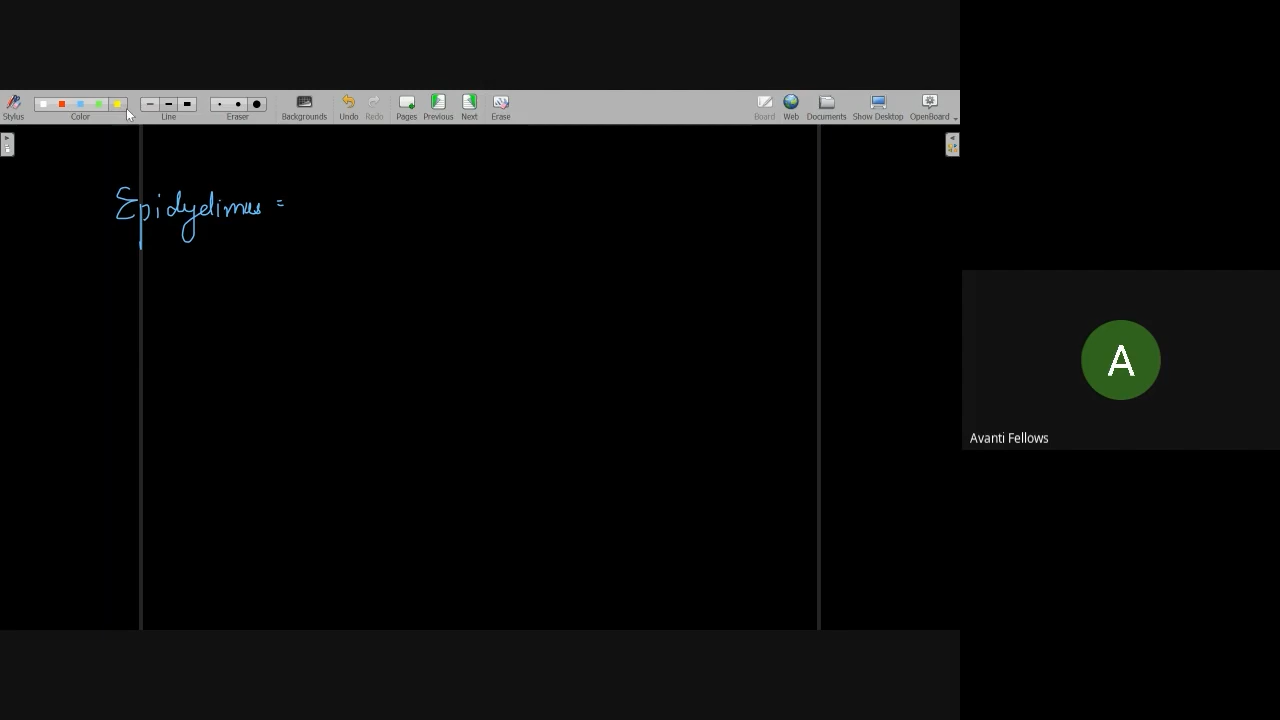 Stylus Color Line Eraser Backgrounds Undo Redo Pages Previous Next Erase Board Web Documents Show Desktop OpenBoard
Epidydimus =
A
Avanti Fellows